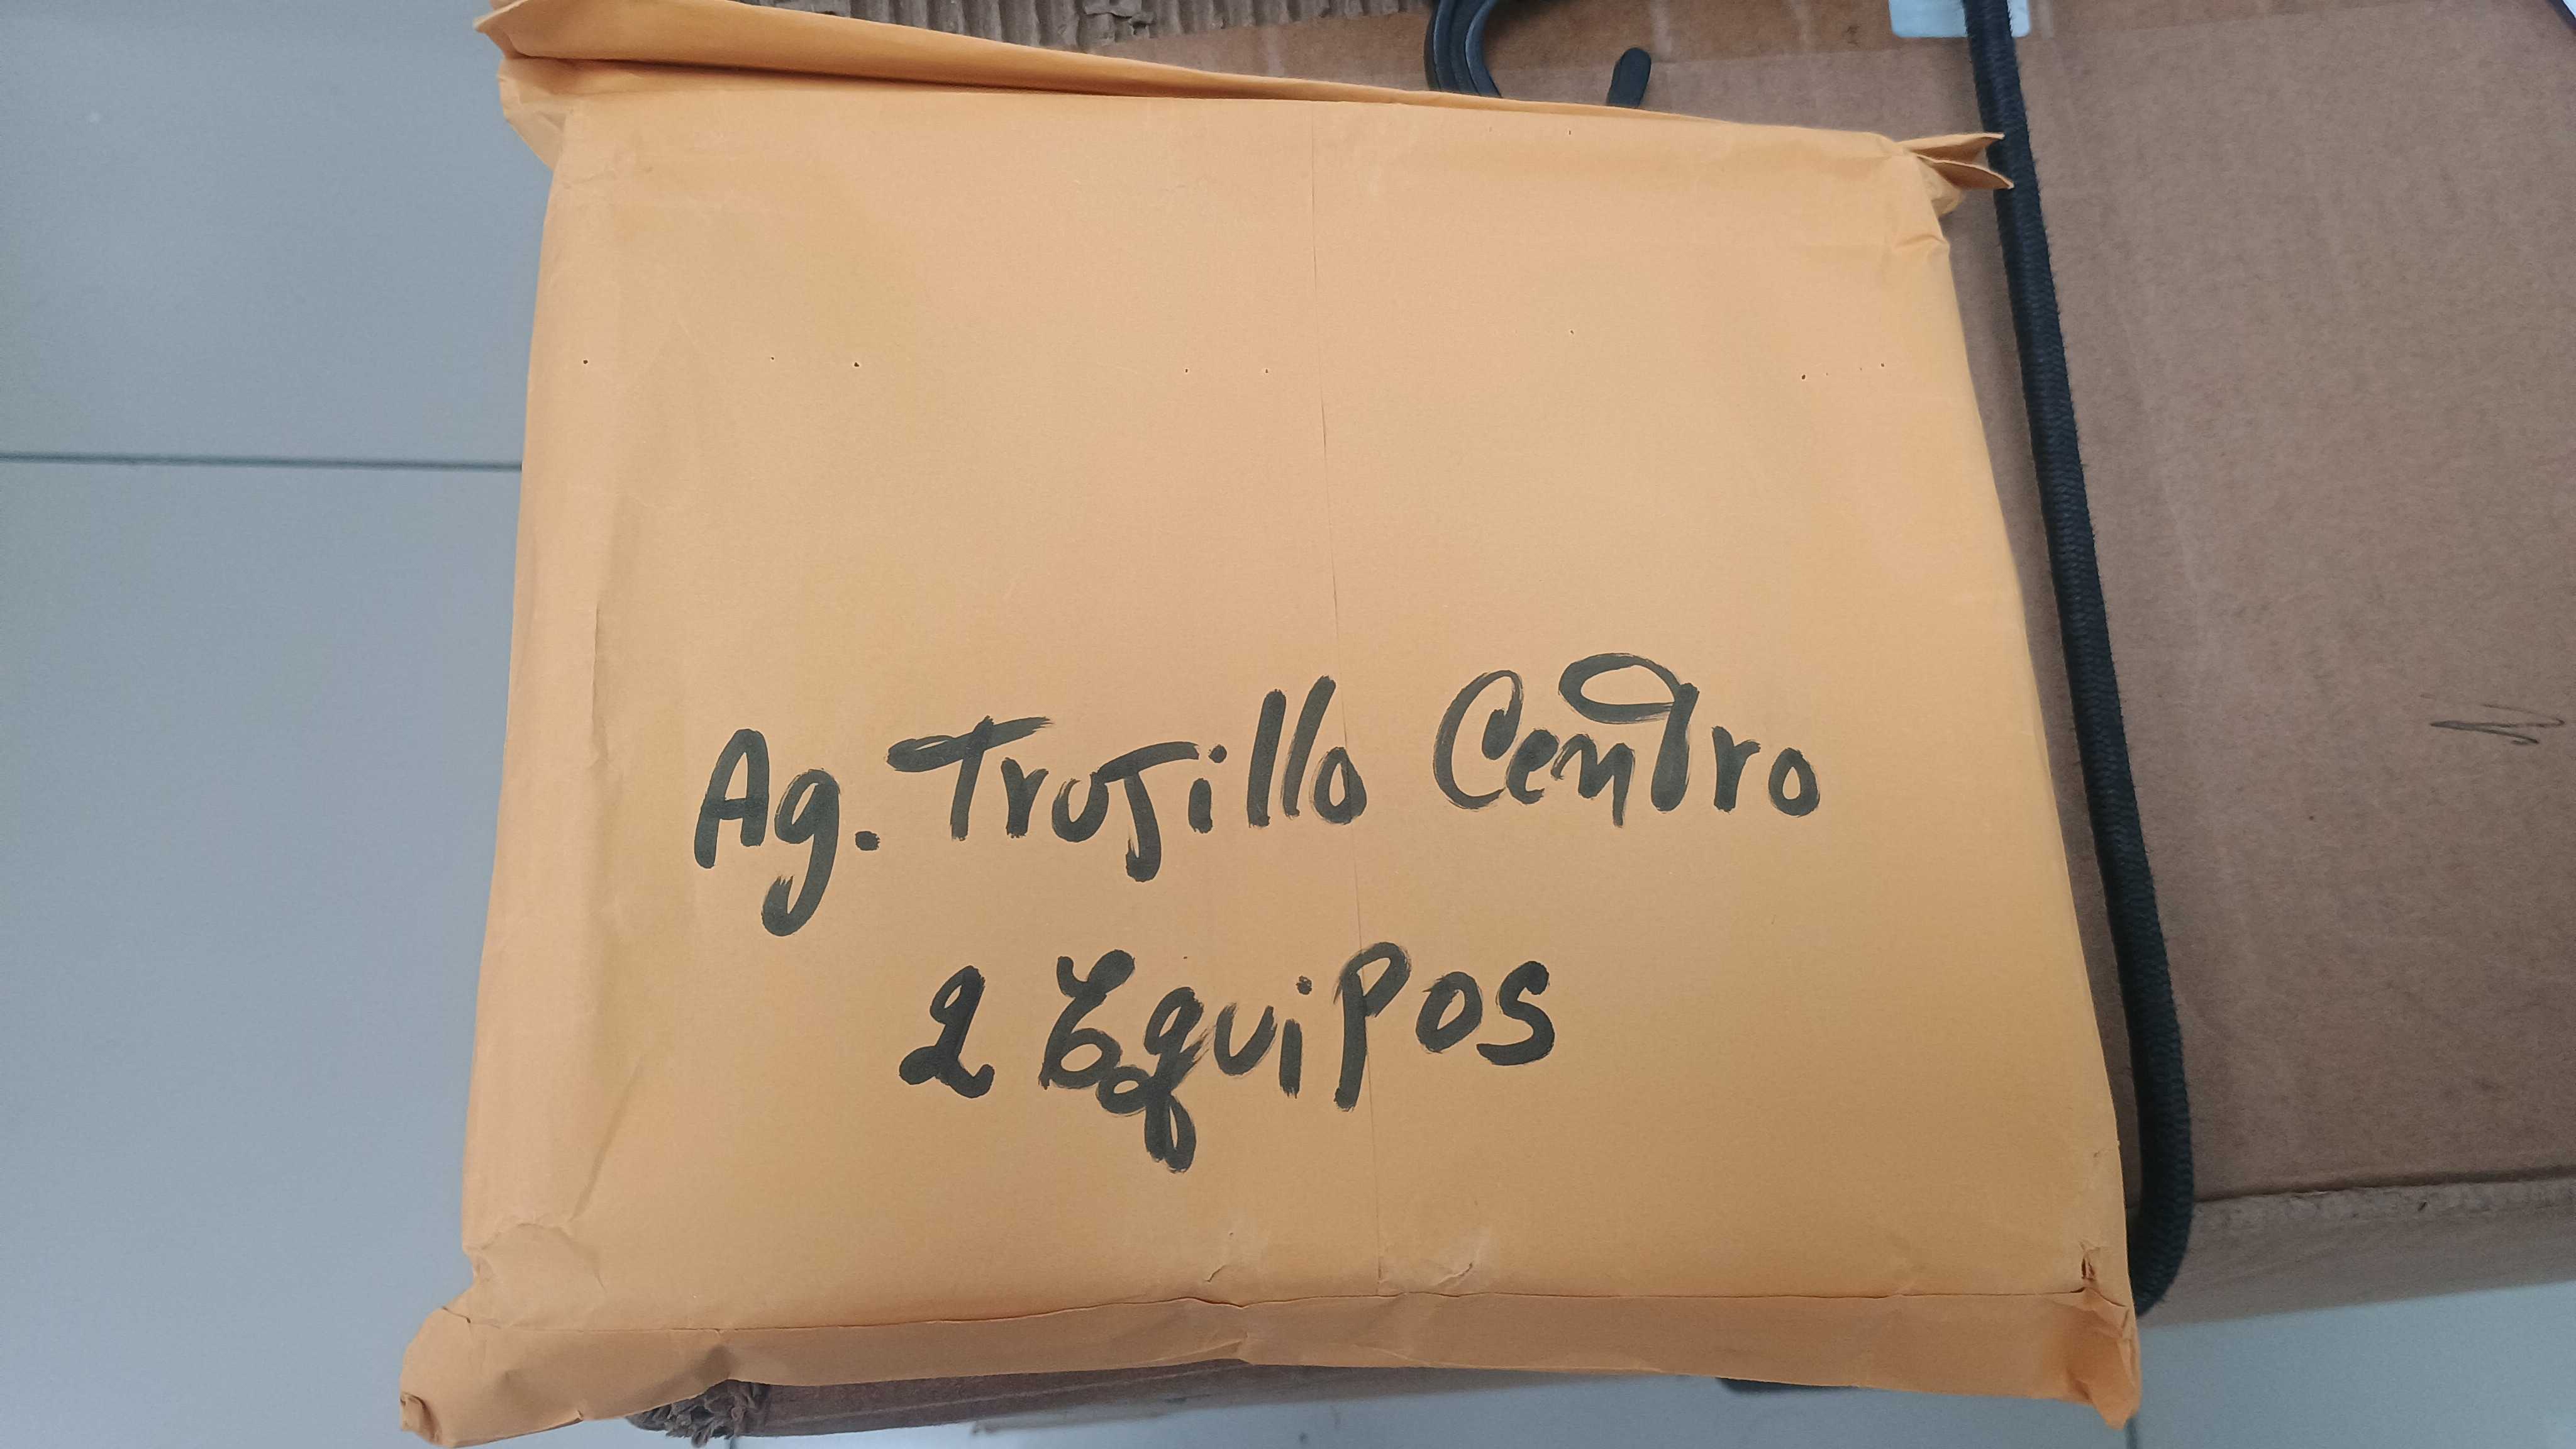 Ag. Trujillo Centro
2 Equipos